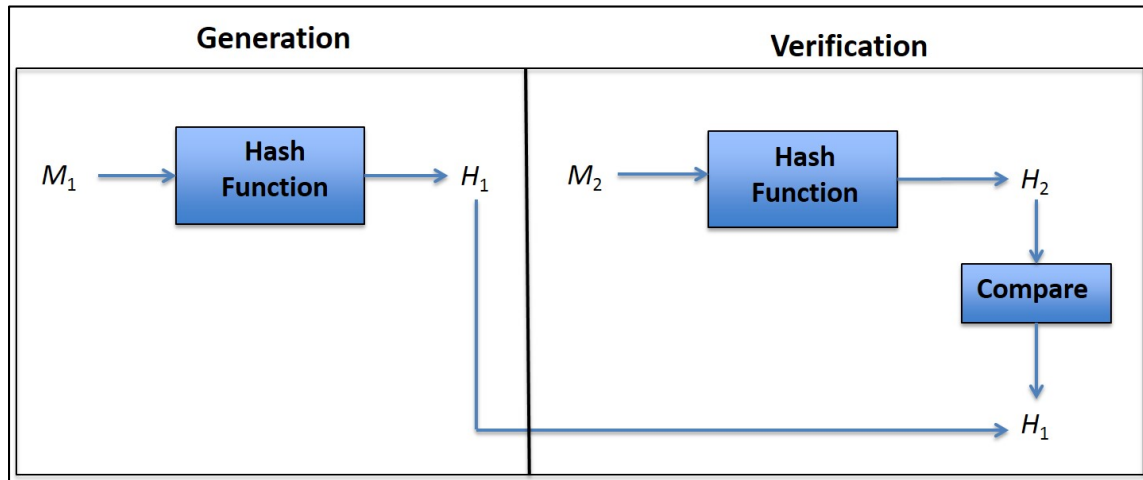 Generation
M₁
Hash
Function
H₁
Verification
M₂
Hash
Function
H₂
Compare
H₁